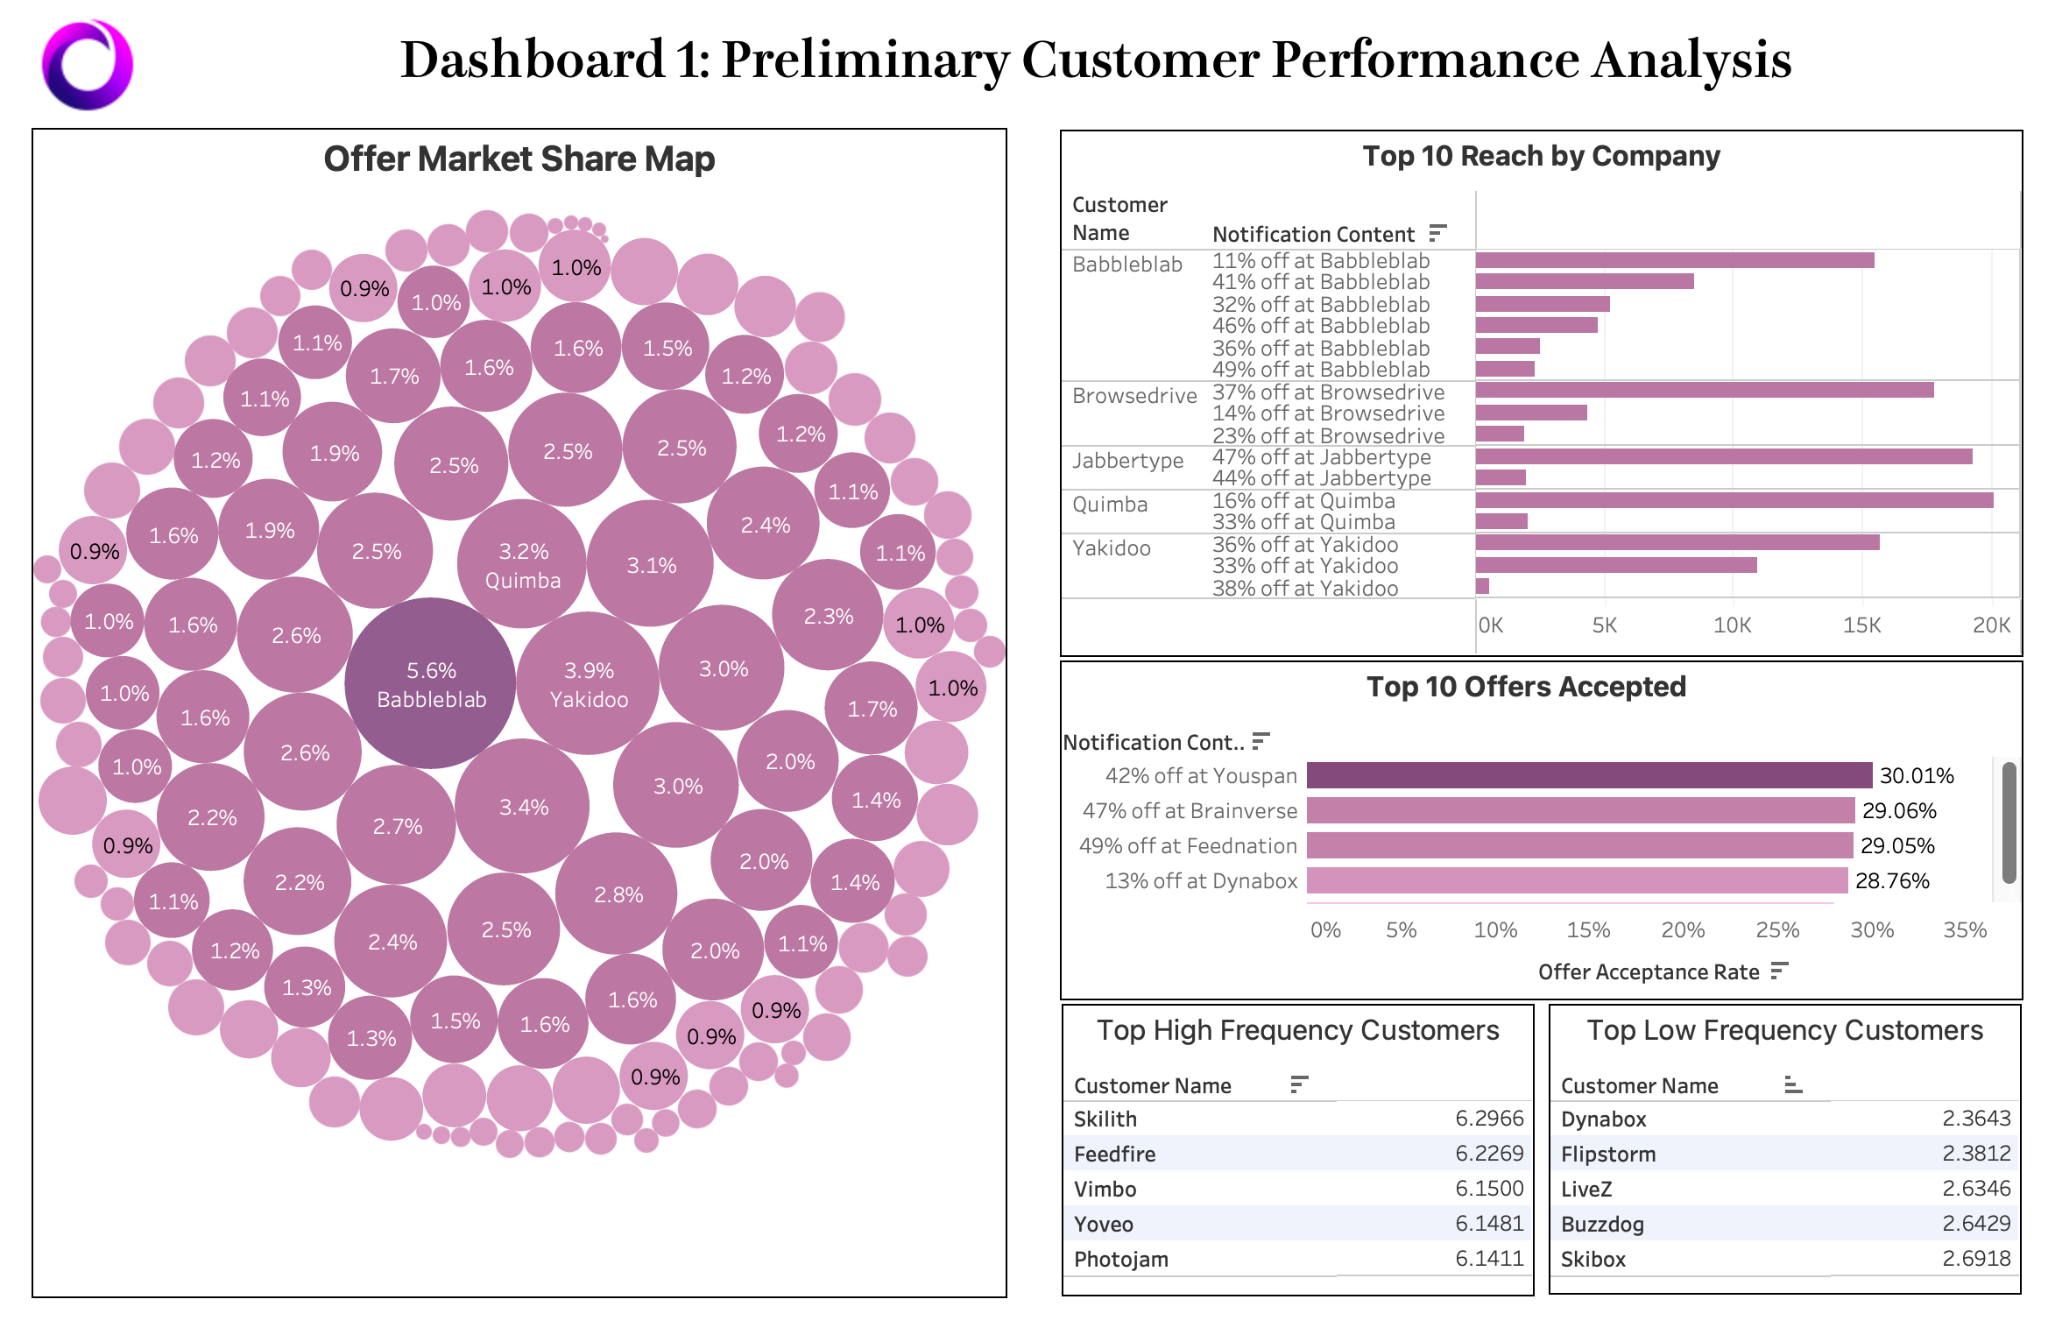 Dashboard 1: Preliminary Customer Performance Analysis
Offer Market Share Map
1.0%
0.9%
1.0%
1.0%
1.1%
1.6%
1.5%
1.7%
1.6%
1.2%
1.1%
1.2%
1.9%
2.5%
2.5%
2.5%
1.2%
1.1%
0.9%
1.6%
1.9%
2.5%
3.2%
Quimba
3.1%
2.4%
1.1%
1.0%
1.6%
2.6%
2.3%
1.0%
5.6%
Babbleblab
3.9%
Yakidoo
3.0%
1.0%
1.0%
1.6%
1.7%
2.6%
1.0%
3.4%
3.0%
2.0%
1.4%
2.2%
2.7%
0.9%
2.2%
2.8%
2.0%
1.4%
1.1%
1.2%
2.4%
2.5%
2.0%
1.1%
1.3%
1.6%
0.9%
1.3%
1.5%
1.6%
0.9%
0.9%
Top 10 Reach by Company
Customer
Name
Notification Content
Babbleblab 11% off at Babbleblab
41% off at Babbleblab
32% off at Babbleblab
46% off at Babbleblab
36% off at Babbleblab
49% off at Babbleblab
Browsedrive 37% off at Browsedrive
14% off at Browsedrive
23% off at Browsedrive
Jabbertype 47% off at Jabbertype
44% off at Jabbertype
Quimba 16% off at Quimba
33% off at Quimba
Yakidoo 36% off at Yakidoo
33% off at Yakidoo
38% off at Yakidoo
0K 5K 10K 15K 20K
Top 10 Offers Accepted
Notification Cont..
42% off at Youspan 30.01%
47% off at Brainverse 29.06%
49% off at Feednation 29.05%
13% off at Dynabox 28.76%
0% 5% 10% 15% 20% 25% 30% 35%
Offer Acceptance Rate
Top High Frequency Customers
Customer Name
Skilith 6.2966
Feedfire 6.2269
Vimbo 6.1500
Yoveo 6.1481
Photojam 6.1411
Top Low Frequency Customers
Customer Name
Dynabox 2.3643
Flipstorm 2.3812
LiveZ 2.6346
Buzzdog 2.6429
Skibox 2.6918